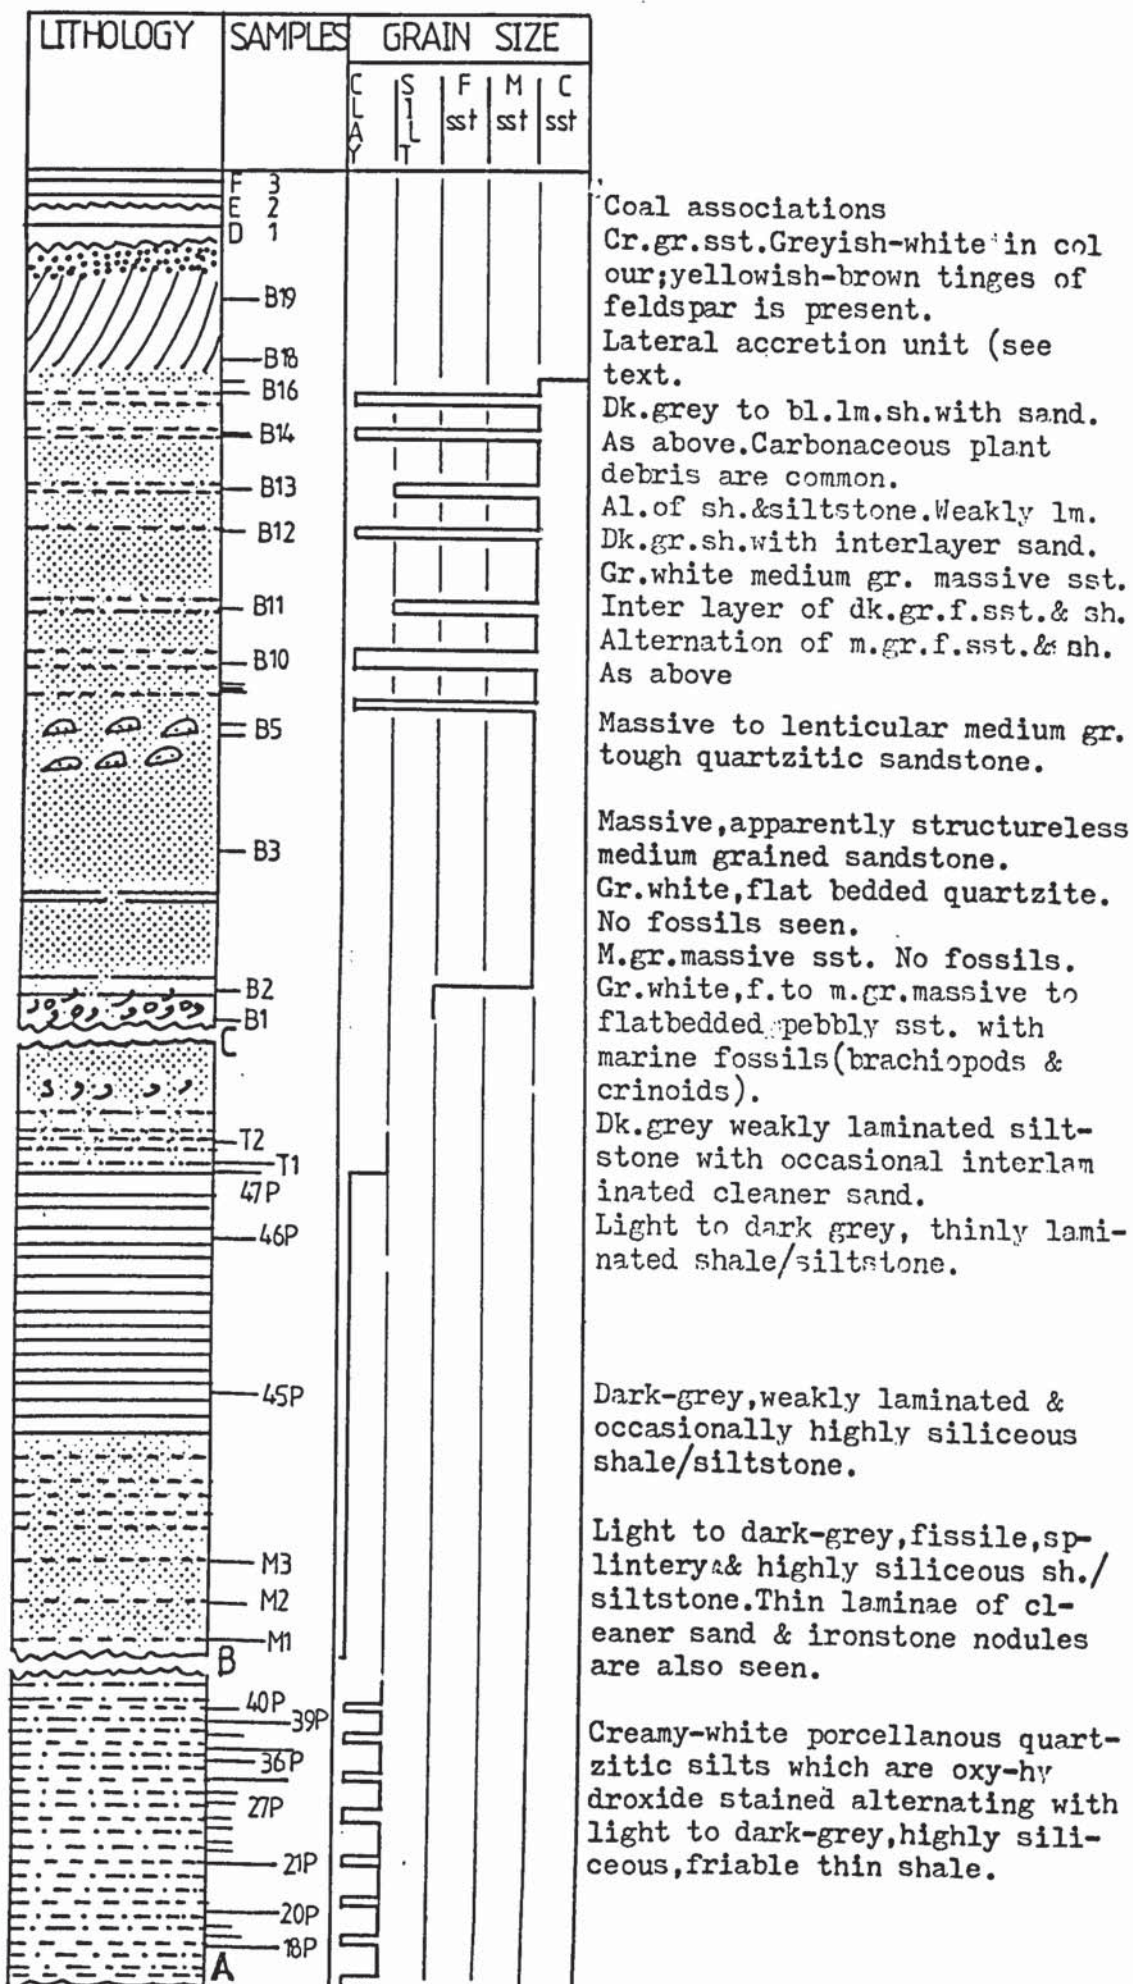 LITHOLOGY SAMPLES GRAIN SIZE
CLAY SILT F sst M sst C sst
F 3
E 2
D 1
B19
B18
B16
B14
B13
B12
B11
B10
B5
B3
B2
B1
C
T2
T1
47P
46P
45P
M3
M2
M1
B
40P
39P
36P
27P
21P
20P
18P
A
Coal associations
Cr.gr.sst.Greyish-white in col
our;yellowish-brown tinges of
feldspar is present.
Lateral accretion unit (see
text.
Dk.grey to bl.lm.sh.with sand.
As above.Carbonaceous plant
debris are common.
Al.of sh.&siltstone.Weakly lm.
Dk.gr.sh.with interlayer sand.
Gr.white medium gr. massive sst.
Inter layer of dk.gr.f.sst.& sh.
Alternation of m.gr.f.sst.& sh.
As above
Massive to lenticular medium gr.
tough quartzitic sandstone.
Massive,apparently structureless
medium grained sandstone.
Gr.white,flat bedded quartzite.
No fossils seen.
M.gr.massive sst. No fossils.
Gr.white,f.to m.gr.massive to
flatbedded pebbly sst. with
marine fossils(brachiopods &
crinoids).
Dk.grey weakly laminated silt-
stone with occasional interlam
inated cleaner sand.
Light to dark grey, thinly lami-
nated shale/siltstone.
Dark-grey,weakly laminated &
occasionally highly siliceous
shale/siltstone.
Light to dark-grey,fissile,sp-
lintery & highly siliceous sh./
siltstone.Thin laminae of cl-
eaner sand & ironstone nodules
are also seen.
Creamy-white porcellanous quart-
zitic silts which are oxy-hy
droxide stained alternating with
light to dark-grey,highly sili-
ceous,friable thin shale.